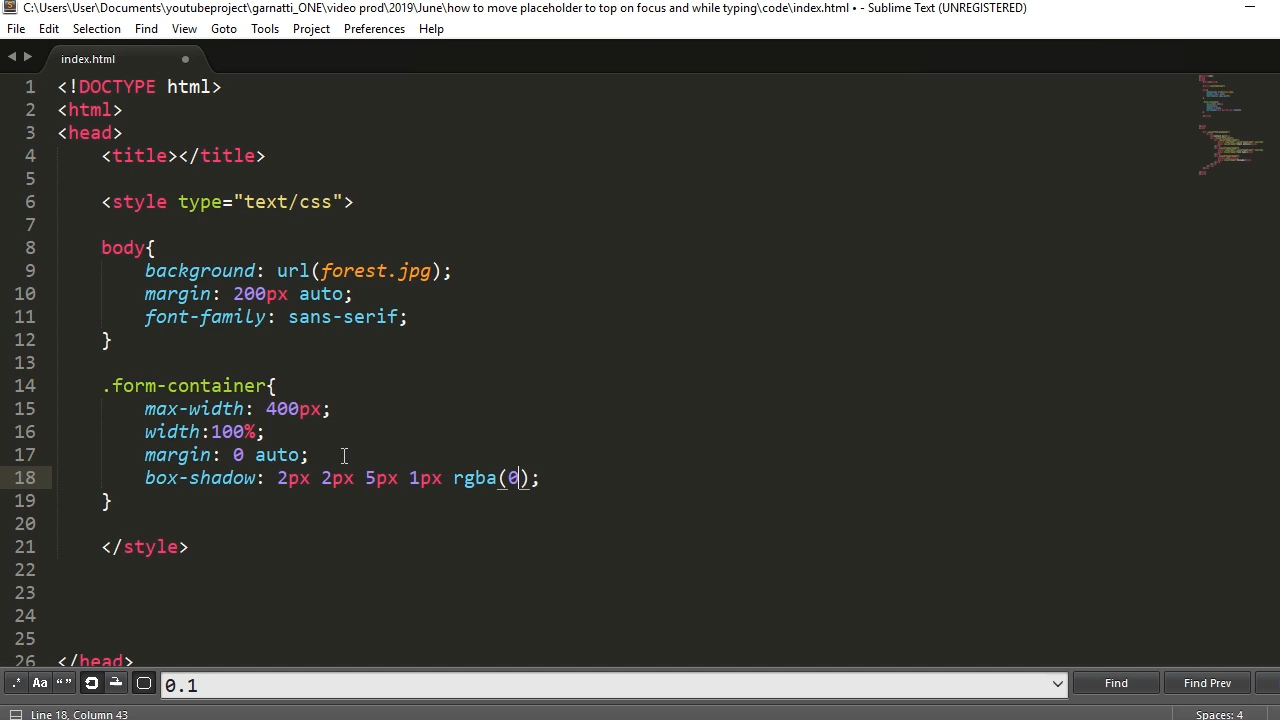 C:\Users\User\Documents\youtubeproject\garnatti_ONE\video prod\2019\June\how to move placeholder to top on focus and while typing\code\index.html • - Sublime Text (UNREGISTERED)
File Edit Selection Find View Goto Tools Project Preferences Help
index.html
1 <!DOCTYPE html>
2 <html>
3 <head>
4 <title></title>
5
6 <style type="text/css">
7
8 body{
9 background: url(forest.jpg);
10 margin: 200px auto;
11 font-family: sans-serif;
12 }
13
14 .form-container{
15 max-width: 400px;
16 width:100%;
17 margin: 0 auto;
18 box-shadow: 2px 2px 5px 1px rgba(0);
19 }
20
21 </style>
22
23
24
25
26 </head>
.* Aa “ ” 0.1 Find Find Prev
Line 18, Column 43 Spaces: 4